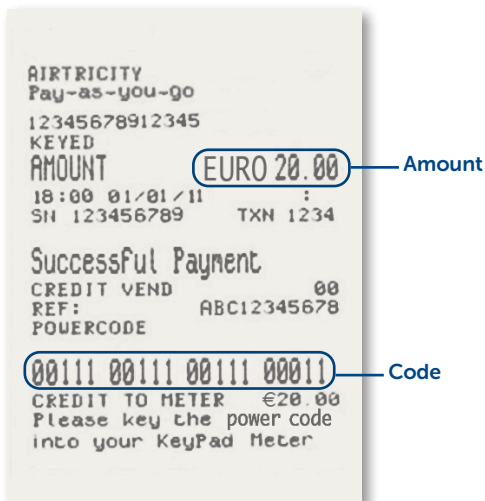 AIRTRICITY
Pay-as-you-go
12345678912345
KEYED
AMOUNT EURO 20.00 Amount
18:00 01/01/11 :
SN 123456789 TXN 1234
Successful Payment
CREDIT VEND 00
REF: ABC12345678
POWERCODE
00111 00111 00111 00011 Code
CREDIT TO METER €20.00
Please key the power code
into your KeyPad Meter